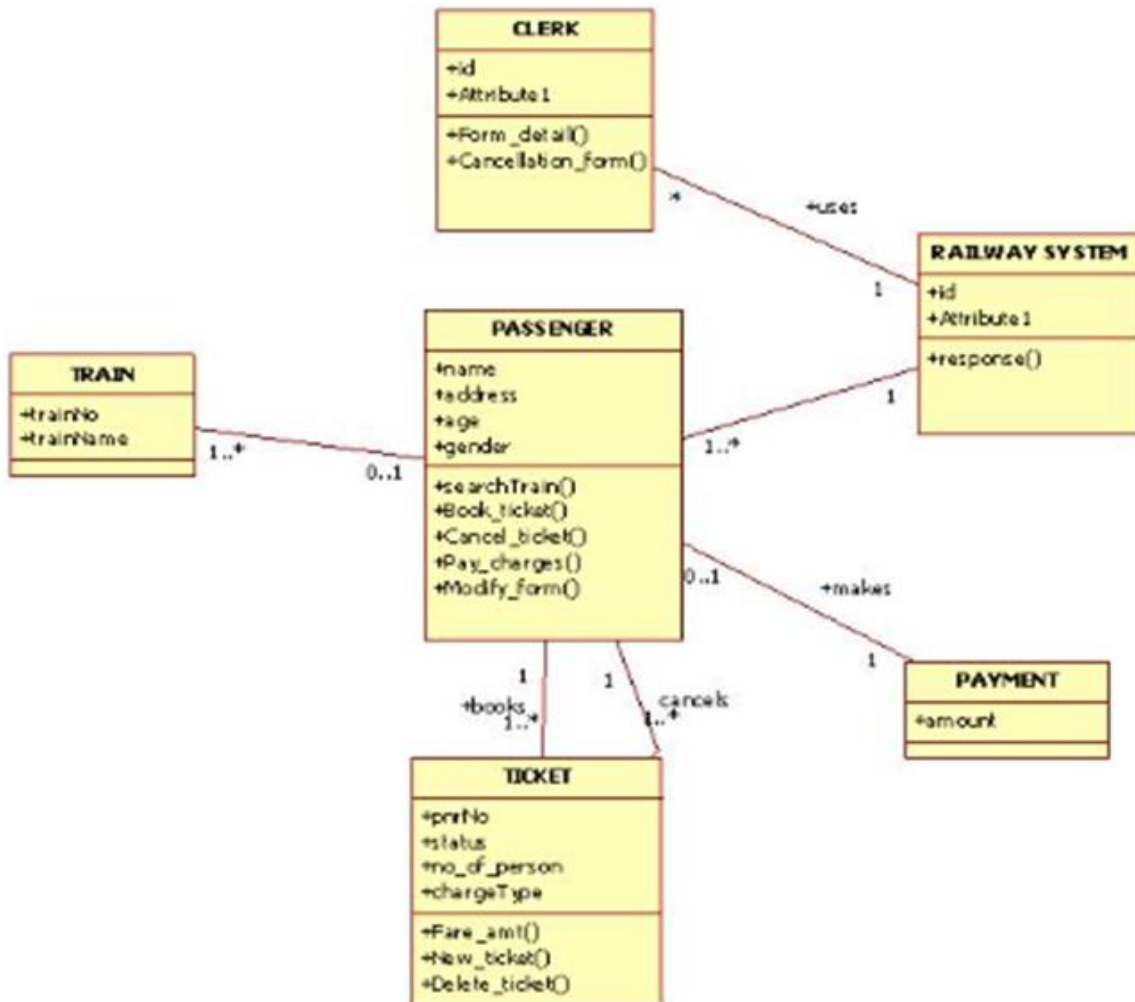 CLERK
+id
+Attribute1
+Form_detail()
+Cancellation_form()
*
+uses
1
RAILWAY SYSTEM
+id
+Attribute1
+response()
1
1..*
PASSENGER
+name
+address
+age
+gender
+searchTrain()
+Book_ticket()
+Cancel_ticket()
+Pay_charges()
+Modify_form()
TRAIN
+trainNo
+trainName
1..*
0..1
0..1
+makes
1
PAYMENT
+amount
1
+books
1..*
1
cancels
1..*
TICKET
+pnrNo
+status
+no_of_person
+chargeType
+Fare_amt()
+New_ticket()
+Delete_ticket()